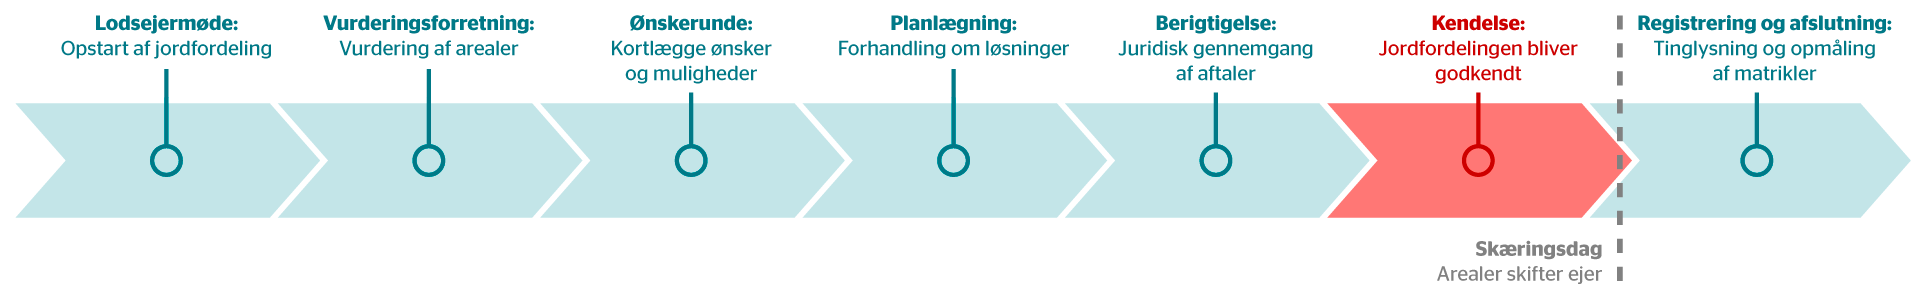 Lodsejermøde:
Opstart af jordfordeling
Vurderingsforretning:
Vurdering af arealer
Ønskerunde:
Kortlægge ønsker
og muligheder
Planlægning:
Forhandling om løsninger
Berigtigelse:
Juridisk gennemgang
af aftaler
Kendelse:
Jordfordelingen bliver
godkendt
Registrering og afslutning:
Tinglysning og opmåling
af matrikler
Skæringsdag
Arealer skifter ejer